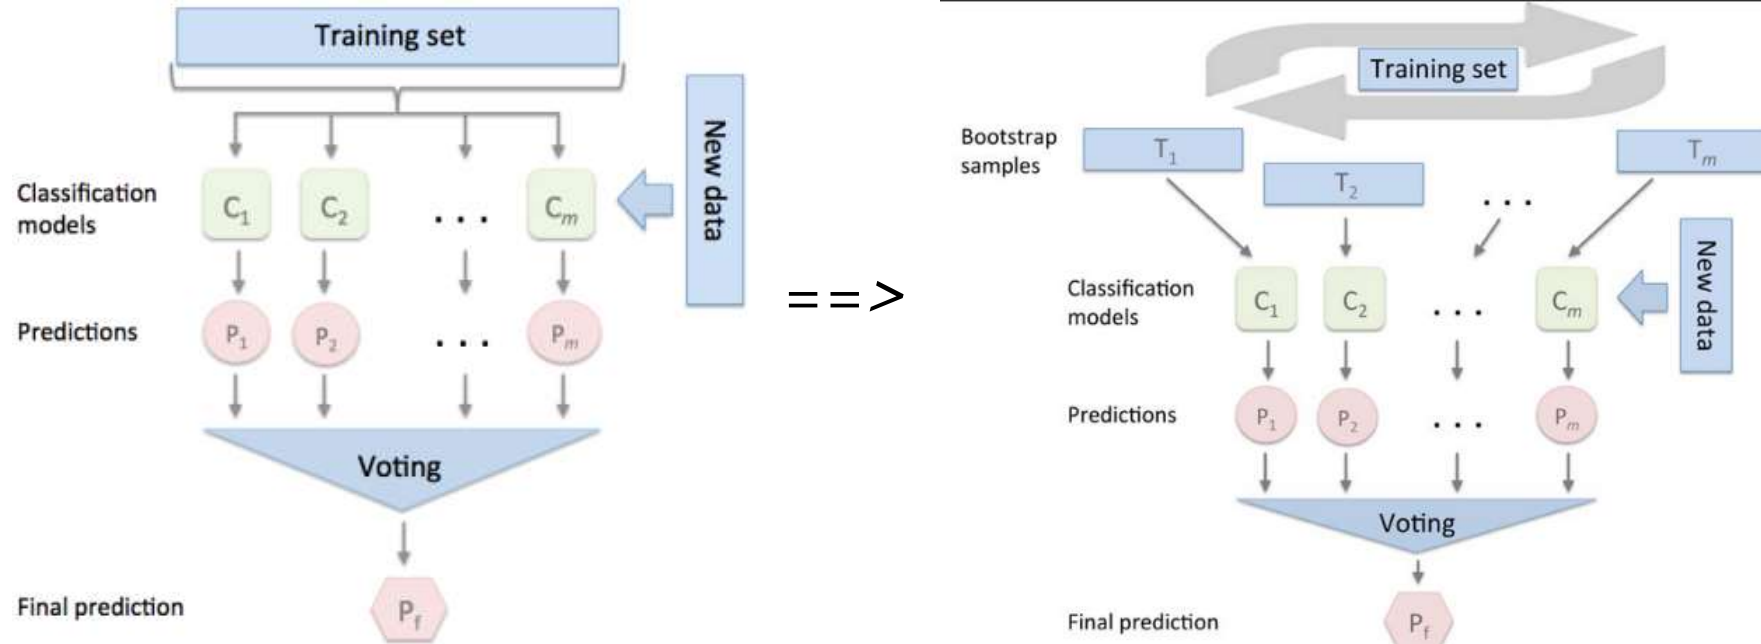 Training set
New data
Classification
models
C1 C2 ... Cm
Predictions
P1 P2 ... Pm
Voting
Final prediction
Pf
==>
Training set
Bootstrap
samples
T1
T2
...
Tm
New data
Classification
models
C1 C2 ... Cm
Predictions
P1 P2 ... Pm
Voting
Final prediction
Pf